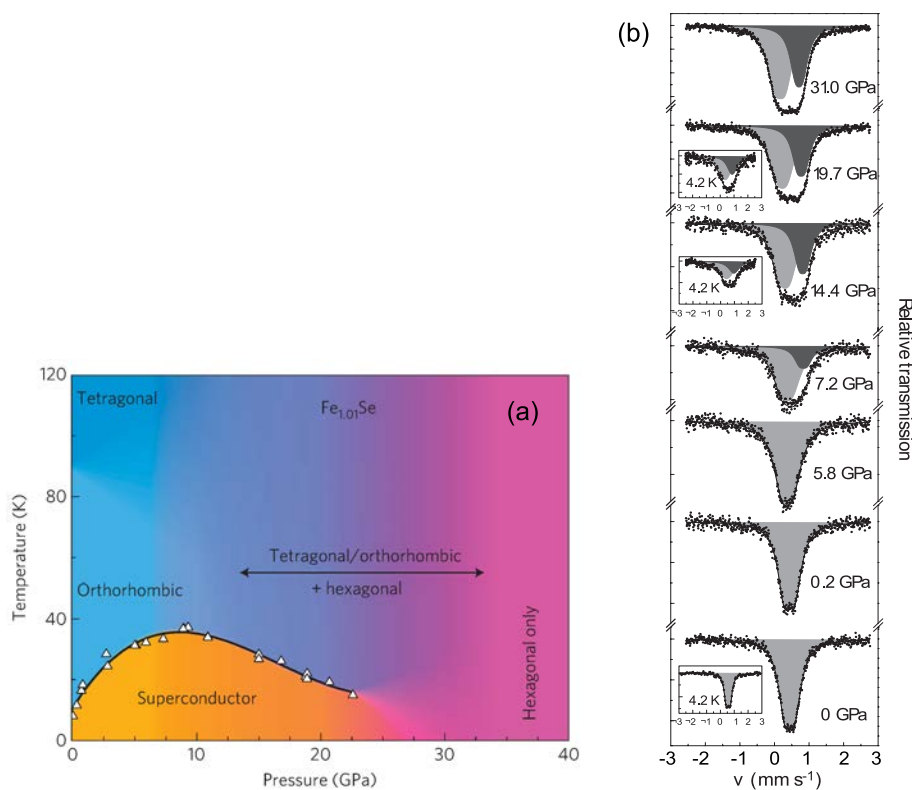 (b)
31.0 GPa
19.7 GPa
4.2 K
−3 −2 −1 0 1 2 3
14.4 GPa
4.2 K
−3 −2 −1 0 1 2 3
7.2 GPa
5.8 GPa
0.2 GPa
0 GPa
4.2 K
−3 −2 −1 0 1 2 3
-3 -2 -1 0 1 2 3
v (mm s⁻¹)
Relative transmission
120
80
40
0
Temperature (K)
Tetragonal
Fe₁.₀₁Se
(a)
Tetragonal/orthorhombic
+ hexagonal
Orthorhombic
Superconductor
Hexagonal only
0 10 20 30 40
Pressure (GPa)